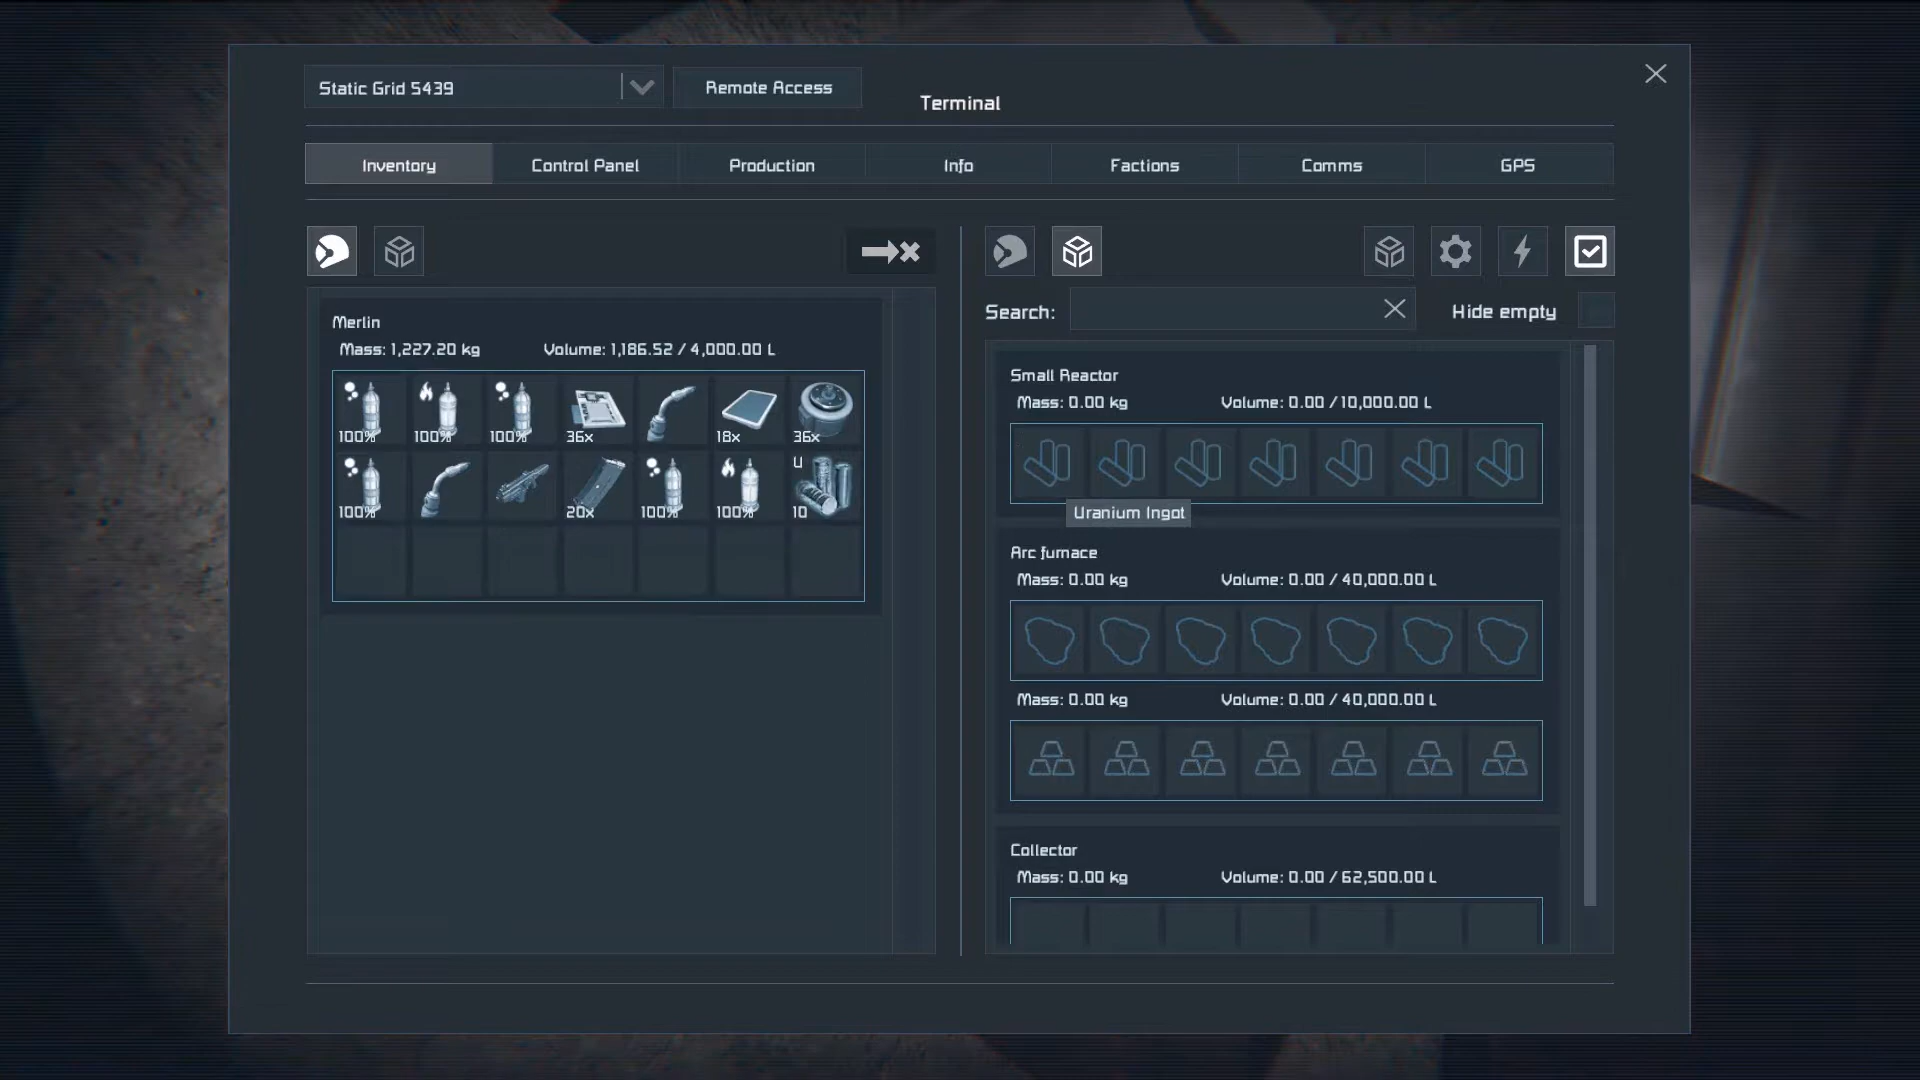 Static Grid 5439
Remote Access
Terminal
Inventory
Control Panel
Production
Info
Factions
Comms
GPS
Search:
Hide empty
Merlin
Mass: 1,227.20 kg
Volume: 1,186.52 / 4,000.00 L
100%
100%
100%
36x
18x
36x
100%
20x
100%
100%
U
10
Small Reactor
Mass: 0.00 kg
Volume: 0.00 / 10,000.00 L
Uranium Ingot
Arc furnace
Mass: 0.00 kg
Volume: 0.00 / 40,000.00 L
Mass: 0.00 kg
Volume: 0.00 / 40,000.00 L
Collector
Mass: 0.00 kg
Volume: 0.00 / 62,500.00 L